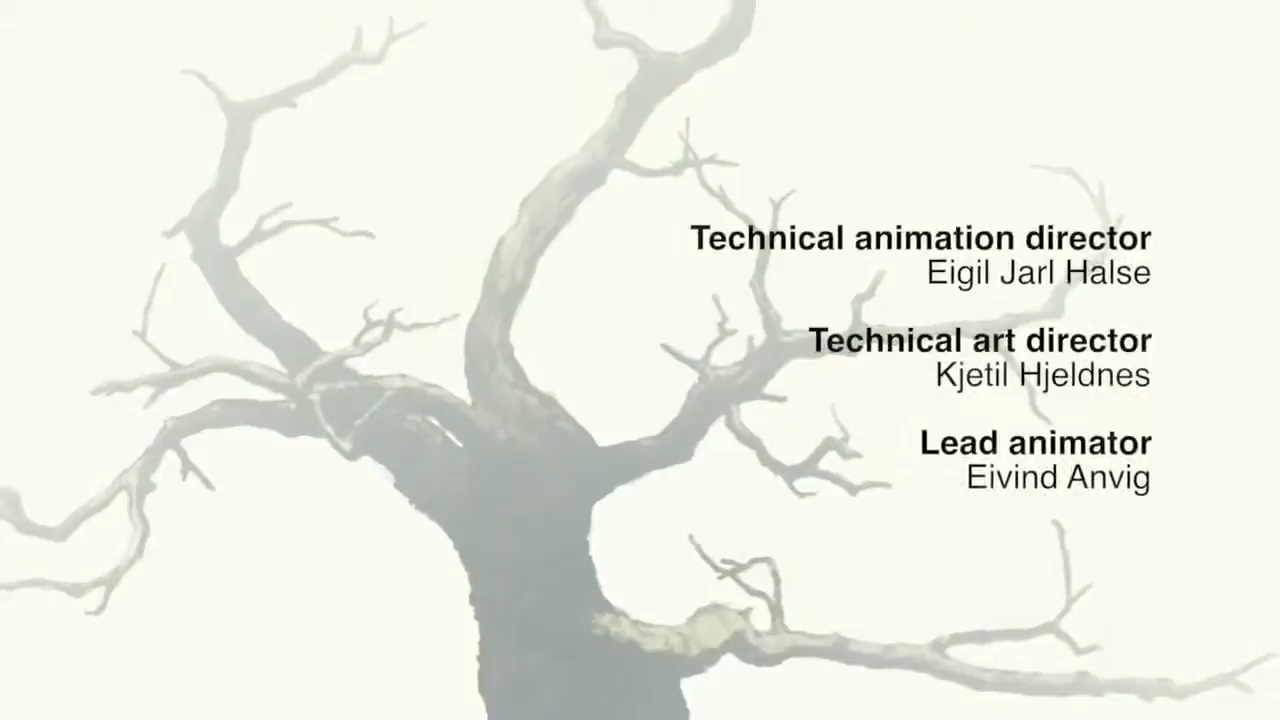 Technical animation director
Eigil Jarl Halse
Technical art director
Kjetil Hjeldnes
Lead animator
Eivind Anvig